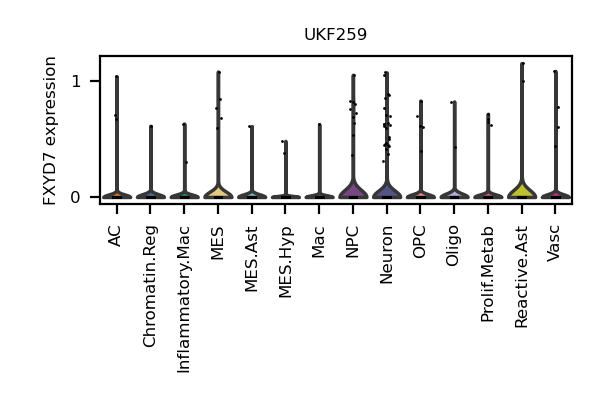 UKF259
FXYD7 expression
1
0
AC
Chromatin.Reg
Inflammatory.Mac
MES
MES.Ast
MES.Hyp
Mac
NPC
Neuron
OPC
Oligo
Prolif.Metab
Reactive.Ast
Vasc